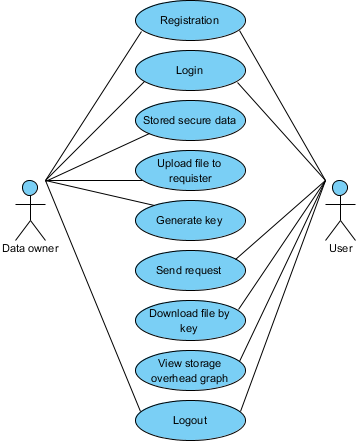 Registration
Login
Stored secure data
Upload file to
requister
Generate key
Data owner
User
Send request
Download file by
key
View storage
overhead graph
Logout